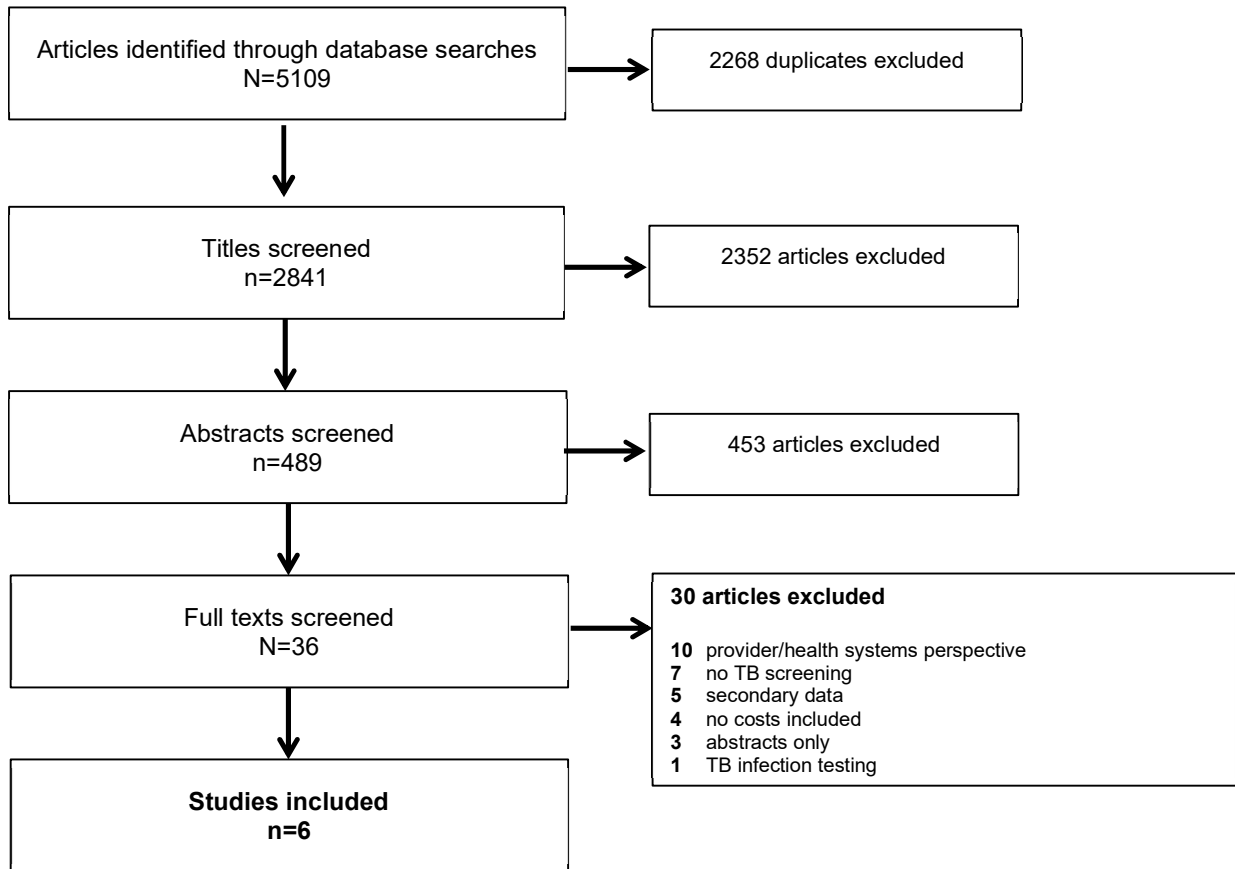 Articles identified through database searches
N=5109
2268 duplicates excluded
Titles screened
n=2841
2352 articles excluded
Abstracts screened
n=489
453 articles excluded
Full texts screened
N=36
30 articles excluded
10 provider/health systems perspective
7 no TB screening
5 secondary data
4 no costs included
3 abstracts only
1 TB infection testing
Studies included
n=6